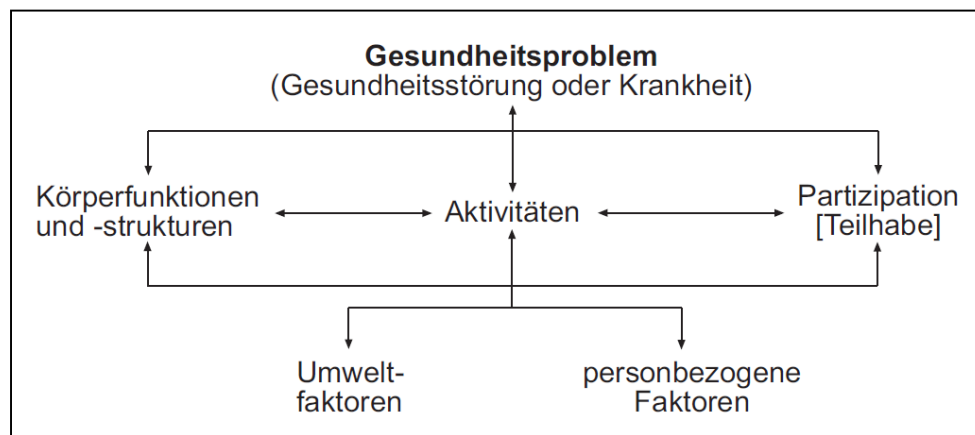 Gesundheitsproblem
(Gesundheitsstörung oder Krankheit)
Körperfunktionen
und -strukturen
Aktivitäten
Partizipation
[Teilhabe]
Umwelt-
faktoren
personbezogene
Faktoren